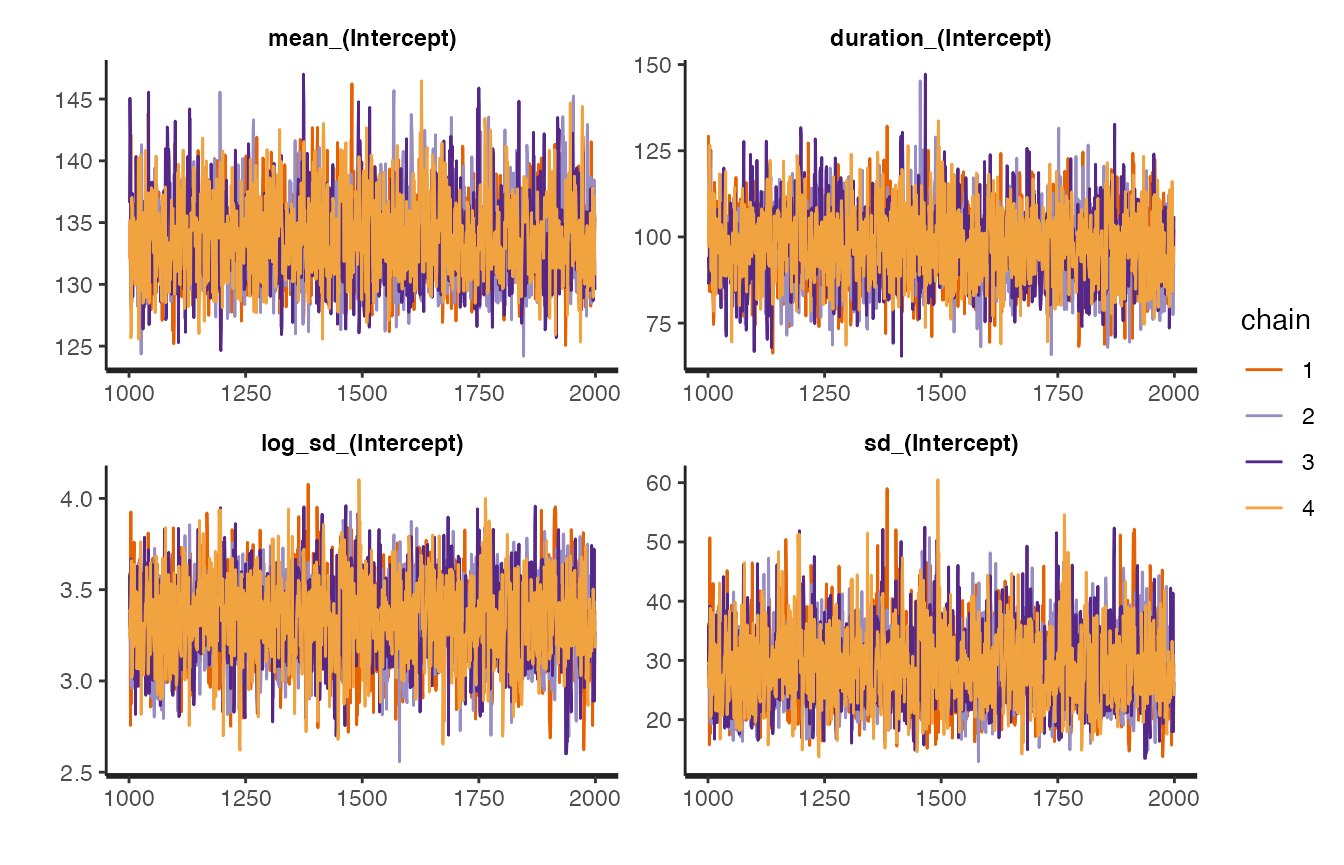 mean_(Intercept)
145
140
135
130
125
1000 1250 1500 1750 2000
duration_(Intercept)
150
125
100
75
1000 1250 1500 1750 2000
log_sd_(Intercept)
4.0
3.5
3.0
2.5
1000 1250 1500 1750 2000
sd_(Intercept)
60
50
40
30
20
1000 1250 1500 1750 2000
chain
1
2
3
4